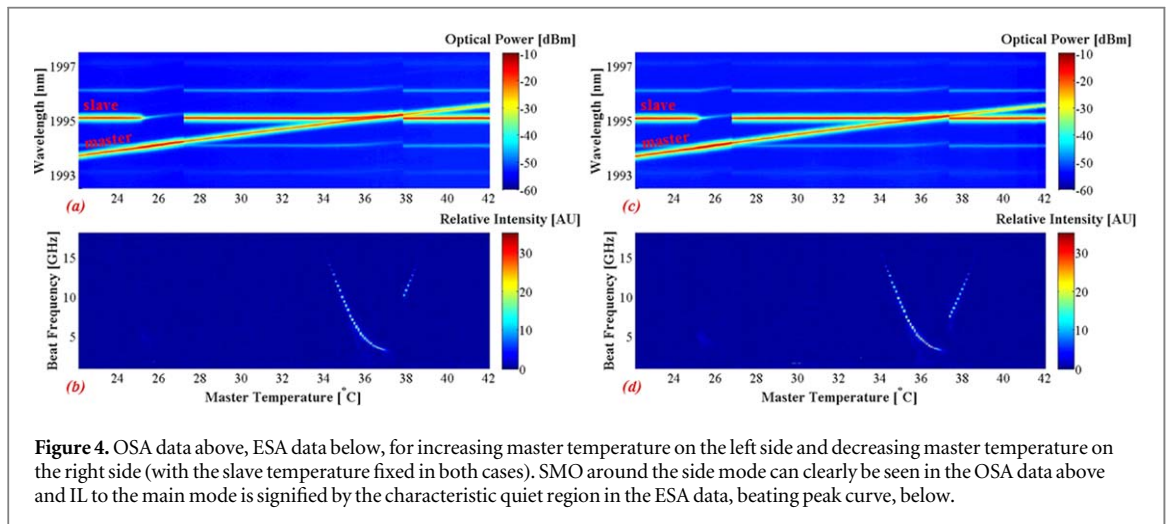 Optical Power [dBm]
Wavelength [nm]
1997
1995
1993
slave
master
-10
-20
-30
-40
-50
-60
24 26 28 30 32 34 36 38 40 42
(a)
Optical Power [dBm]
Wavelength [nm]
1997
1995
1993
slave
master
-10
-20
-30
-40
-50
-60
24 26 28 30 32 34 36 38 40 42
(c)
Relative Intensity [AU]
Beat Frequency [GHz]
15
10
5
30
20
10
0
24 26 28 30 32 34 36 38 40 42
(b)
Master Temperature [°C]
Relative Intensity [AU]
Beat Frequency [GHz]
15
10
5
30
20
10
0
24 26 28 30 32 34 36 38 40 42
(d)
Master Temperature [°C]
Figure 4. OSA data above, ESA data below, for increasing master temperature on the left side and decreasing master temperature on
the right side (with the slave temperature fixed in both cases). SMO around the side mode can clearly be seen in the OSA data above
and IL to the main mode is signified by the characteristic quiet region in the ESA data, beating peak curve, below.